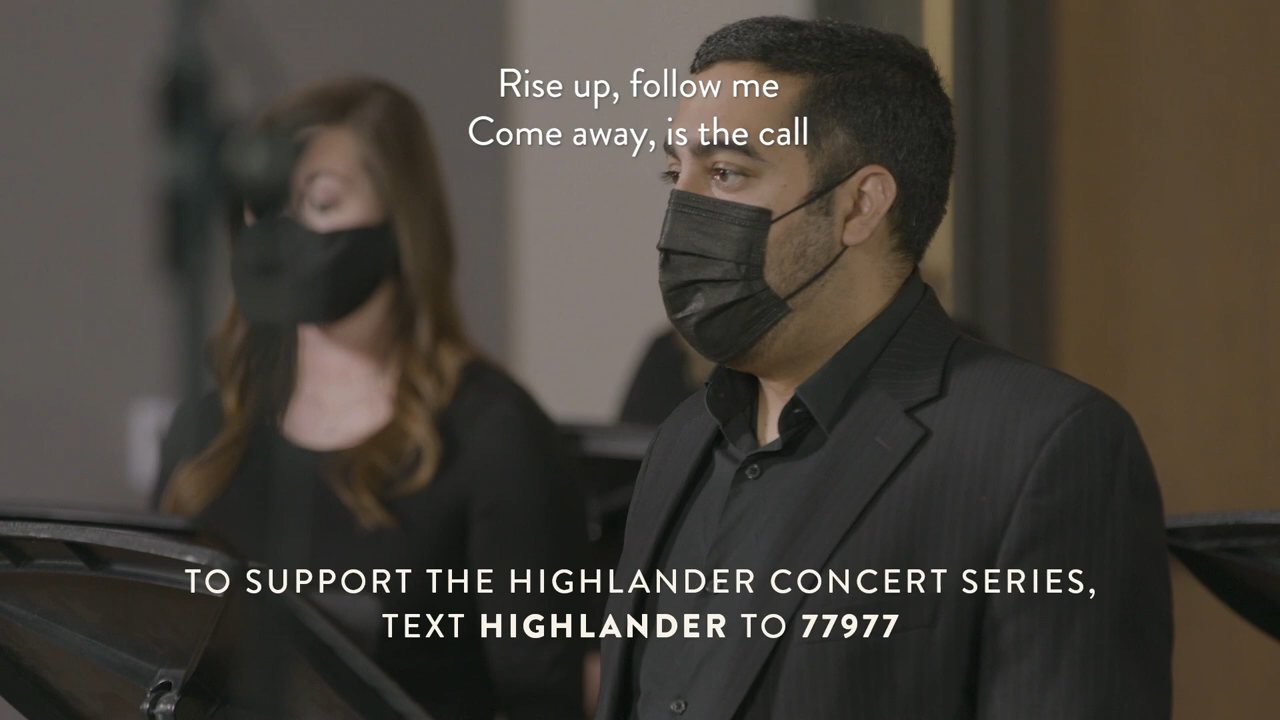 Rise up, follow me
Come away, is the call
TO SUPPORT THE HIGHLANDER CONCERT SERIES,
TEXT HIGHLANDER TO 77977